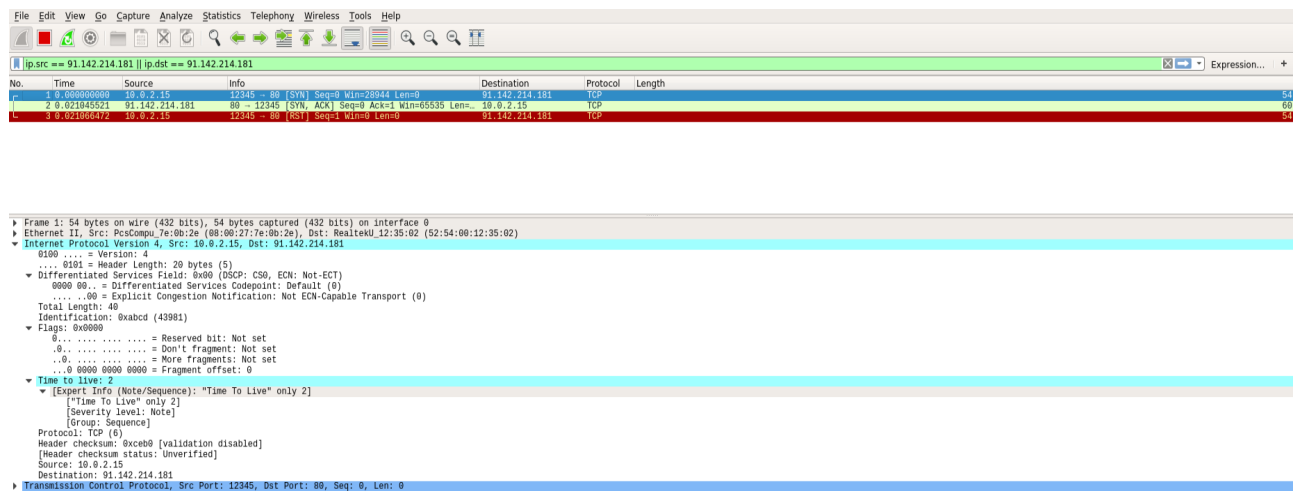 File Edit View Go Capture Analyze Statistics Telephony Wireless Tools Help
ip.src == 91.142.214.181 || ip.dst == 91.142.214.181 Expression... +
No. Time Source Info Destination Protocol Length
1 0.000000000 10.0.2.15 12345 → 80 [SYN] Seq=0 Win=28944 Len=0 91.142.214.181 TCP 54
2 0.021045521 91.142.214.181 80 → 12345 [SYN, ACK] Seq=0 Ack=1 Win=65535 Len=… 10.0.2.15 TCP 60
3 0.021066472 10.0.2.15 12345 → 80 [RST] Seq=1 Win=0 Len=0 91.142.214.181 TCP 54
Frame 1: 54 bytes on wire (432 bits), 54 bytes captured (432 bits) on interface 0
Ethernet II, Src: PcsCompu_7e:0b:2e (08:00:27:7e:0b:2e), Dst: RealtekU_12:35:02 (52:54:00:12:35:02)
Internet Protocol Version 4, Src: 10.0.2.15, Dst: 91.142.214.181
0100 .... = Version: 4
.... 0101 = Header Length: 20 bytes (5)
Differentiated Services Field: 0x00 (DSCP: CS0, ECN: Not-ECT)
0000 00.. = Differentiated Services Codepoint: Default (0)
.... ..00 = Explicit Congestion Notification: Not ECN-Capable Transport (0)
Total Length: 40
Identification: 0xabcd (43981)
Flags: 0x0000
0... .... .... .... = Reserved bit: Not set
.0.. .... .... .... = Don't fragment: Not set
..0. .... .... .... = More fragments: Not set
...0 0000 0000 0000 = Fragment offset: 0
Time to live: 2
[Expert Info (Note/Sequence): "Time To Live" only 2]
["Time To Live" only 2]
[Severity level: Note]
[Group: Sequence]
Protocol: TCP (6)
Header checksum: 0xceb0 [validation disabled]
[Header checksum status: Unverified]
Source: 10.0.2.15
Destination: 91.142.214.181
Transmission Control Protocol, Src Port: 12345, Dst Port: 80, Seq: 0, Len: 0